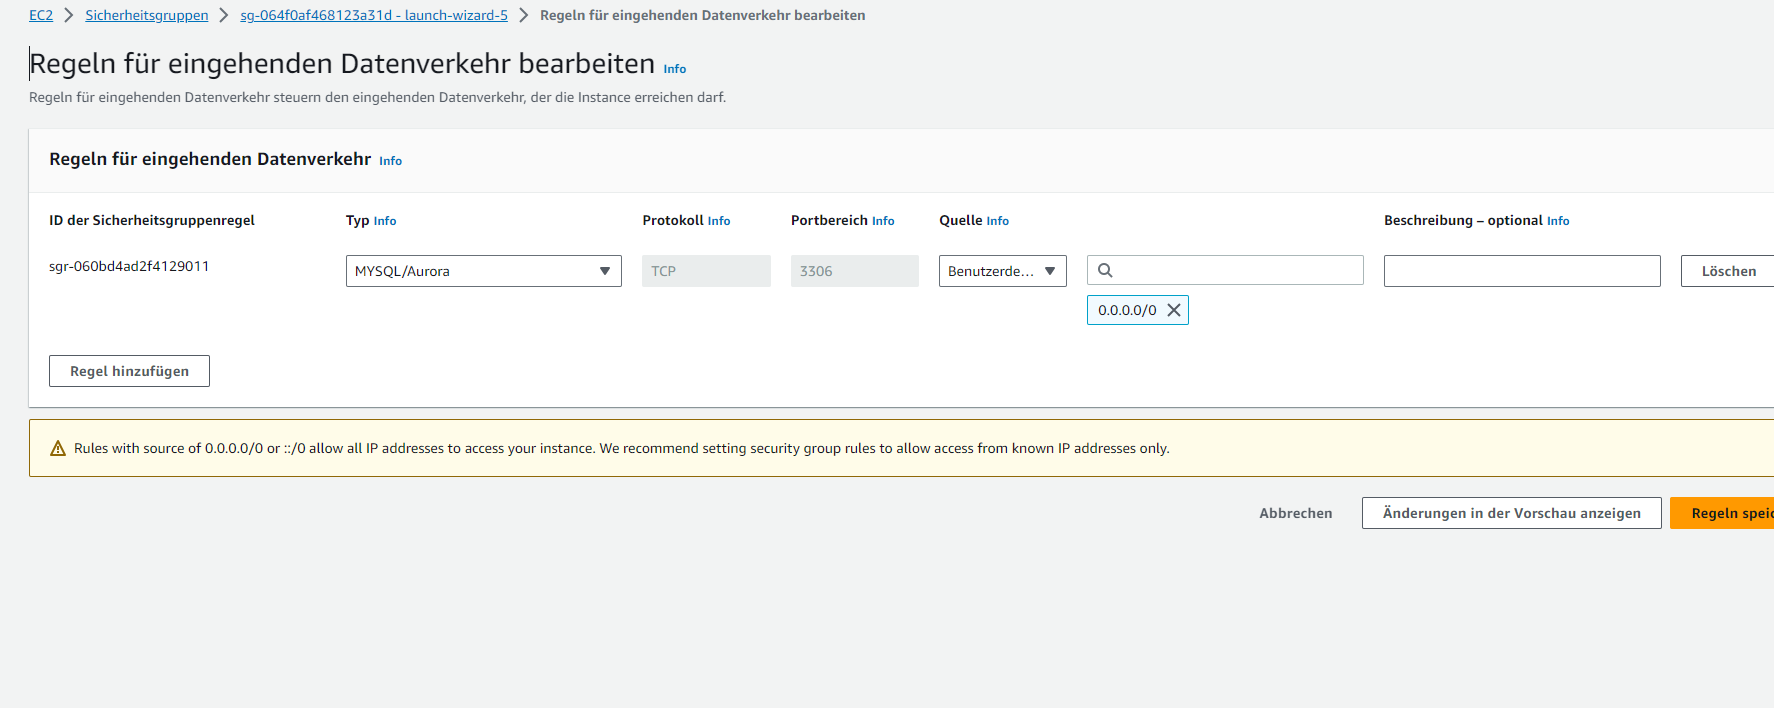 EC2 > Sicherheitsgruppen > sg-064f0af468123a31d - launch-wizard-5 > Regeln für eingehenden Datenverkehr bearbeiten
Regeln für eingehenden Datenverkehr bearbeiten Info
Regeln für eingehenden Datenverkehr steuern den eingehenden Datenverkehr, der die Instance erreichen darf.
Regeln für eingehenden Datenverkehr Info
ID der Sicherheitsgruppenregel Typ Info Protokoll Info Portbereich Info Quelle Info Beschreibung – optional Info
sgr-060bd4ad2f4129011 MYSQL/Aurora TCP 3306 Benutzerde... Löschen
0.0.0.0/0
Regel hinzufügen
Rules with source of 0.0.0.0/0 or ::/0 allow all IP addresses to access your instance. We recommend setting security group rules to allow access from known IP addresses only.
Abbrechen Änderungen in der Vorschau anzeigen Regeln speic